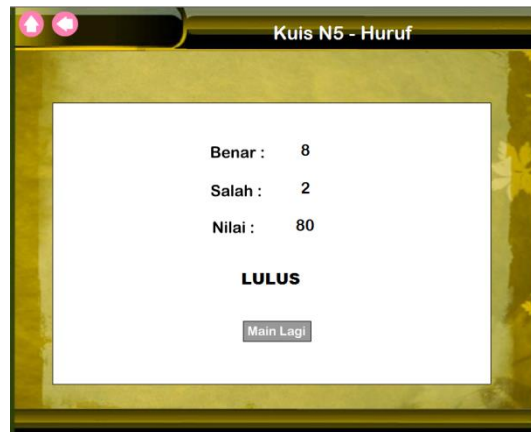 Kuis N5 - Huruf
Benar : 8
Salah : 2
Nilai : 80
LULUS
Main Lagi